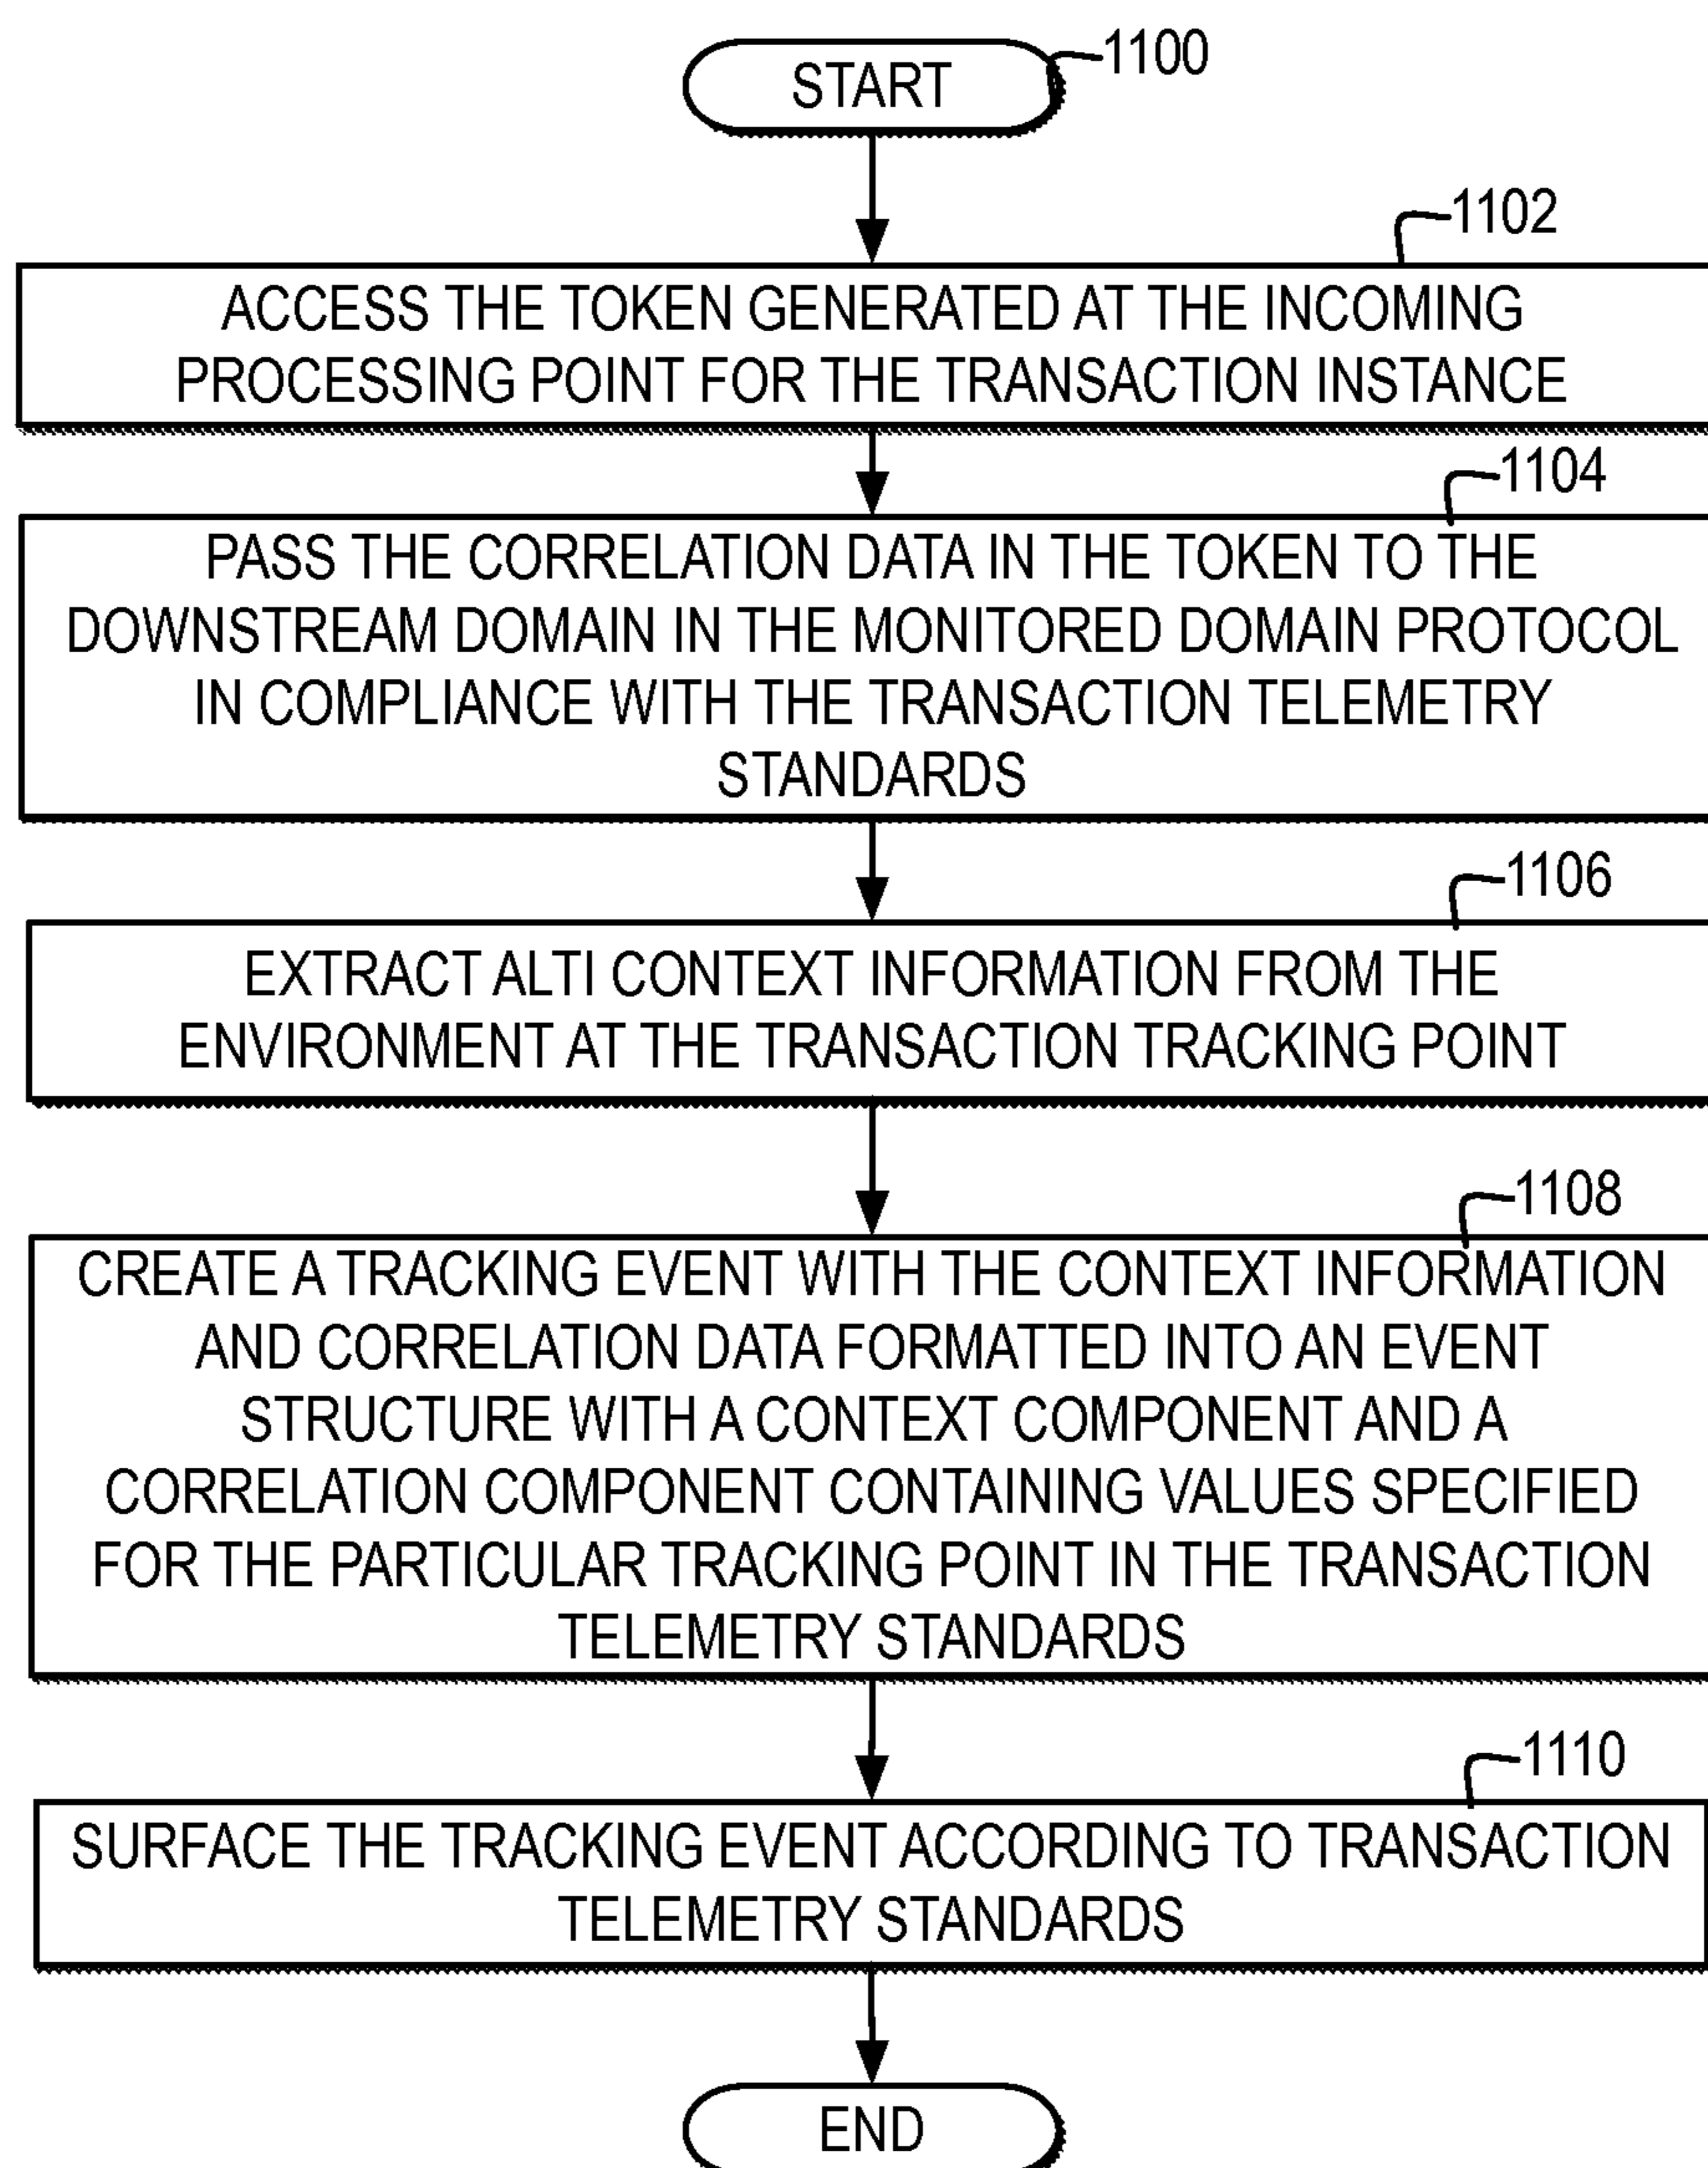 START
1100
1102
ACCESS THE TOKEN GENERATED AT THE INCOMING
PROCESSING POINT FOR THE TRANSACTION INSTANCE
1104
PASS THE CORRELATION DATA IN THE TOKEN TO THE
DOWNSTREAM DOMAIN IN THE MONITORED DOMAIN PROTOCOL
IN COMPLIANCE WITH THE TRANSACTION TELEMETRY
STANDARDS
1106
EXTRACT ALTI CONTEXT INFORMATION FROM THE
ENVIRONMENT AT THE TRANSACTION TRACKING POINT
1108
CREATE A TRACKING EVENT WITH THE CONTEXT INFORMATION
AND CORRELATION DATA FORMATTED INTO AN EVENT
STRUCTURE WITH A CONTEXT COMPONENT AND A
CORRELATION COMPONENT CONTAINING VALUES SPECIFIED
FOR THE PARTICULAR TRACKING POINT IN THE TRANSACTION
TELEMETRY STANDARDS
1110
SURFACE THE TRACKING EVENT ACCORDING TO TRANSACTION
TELEMETRY STANDARDS
END